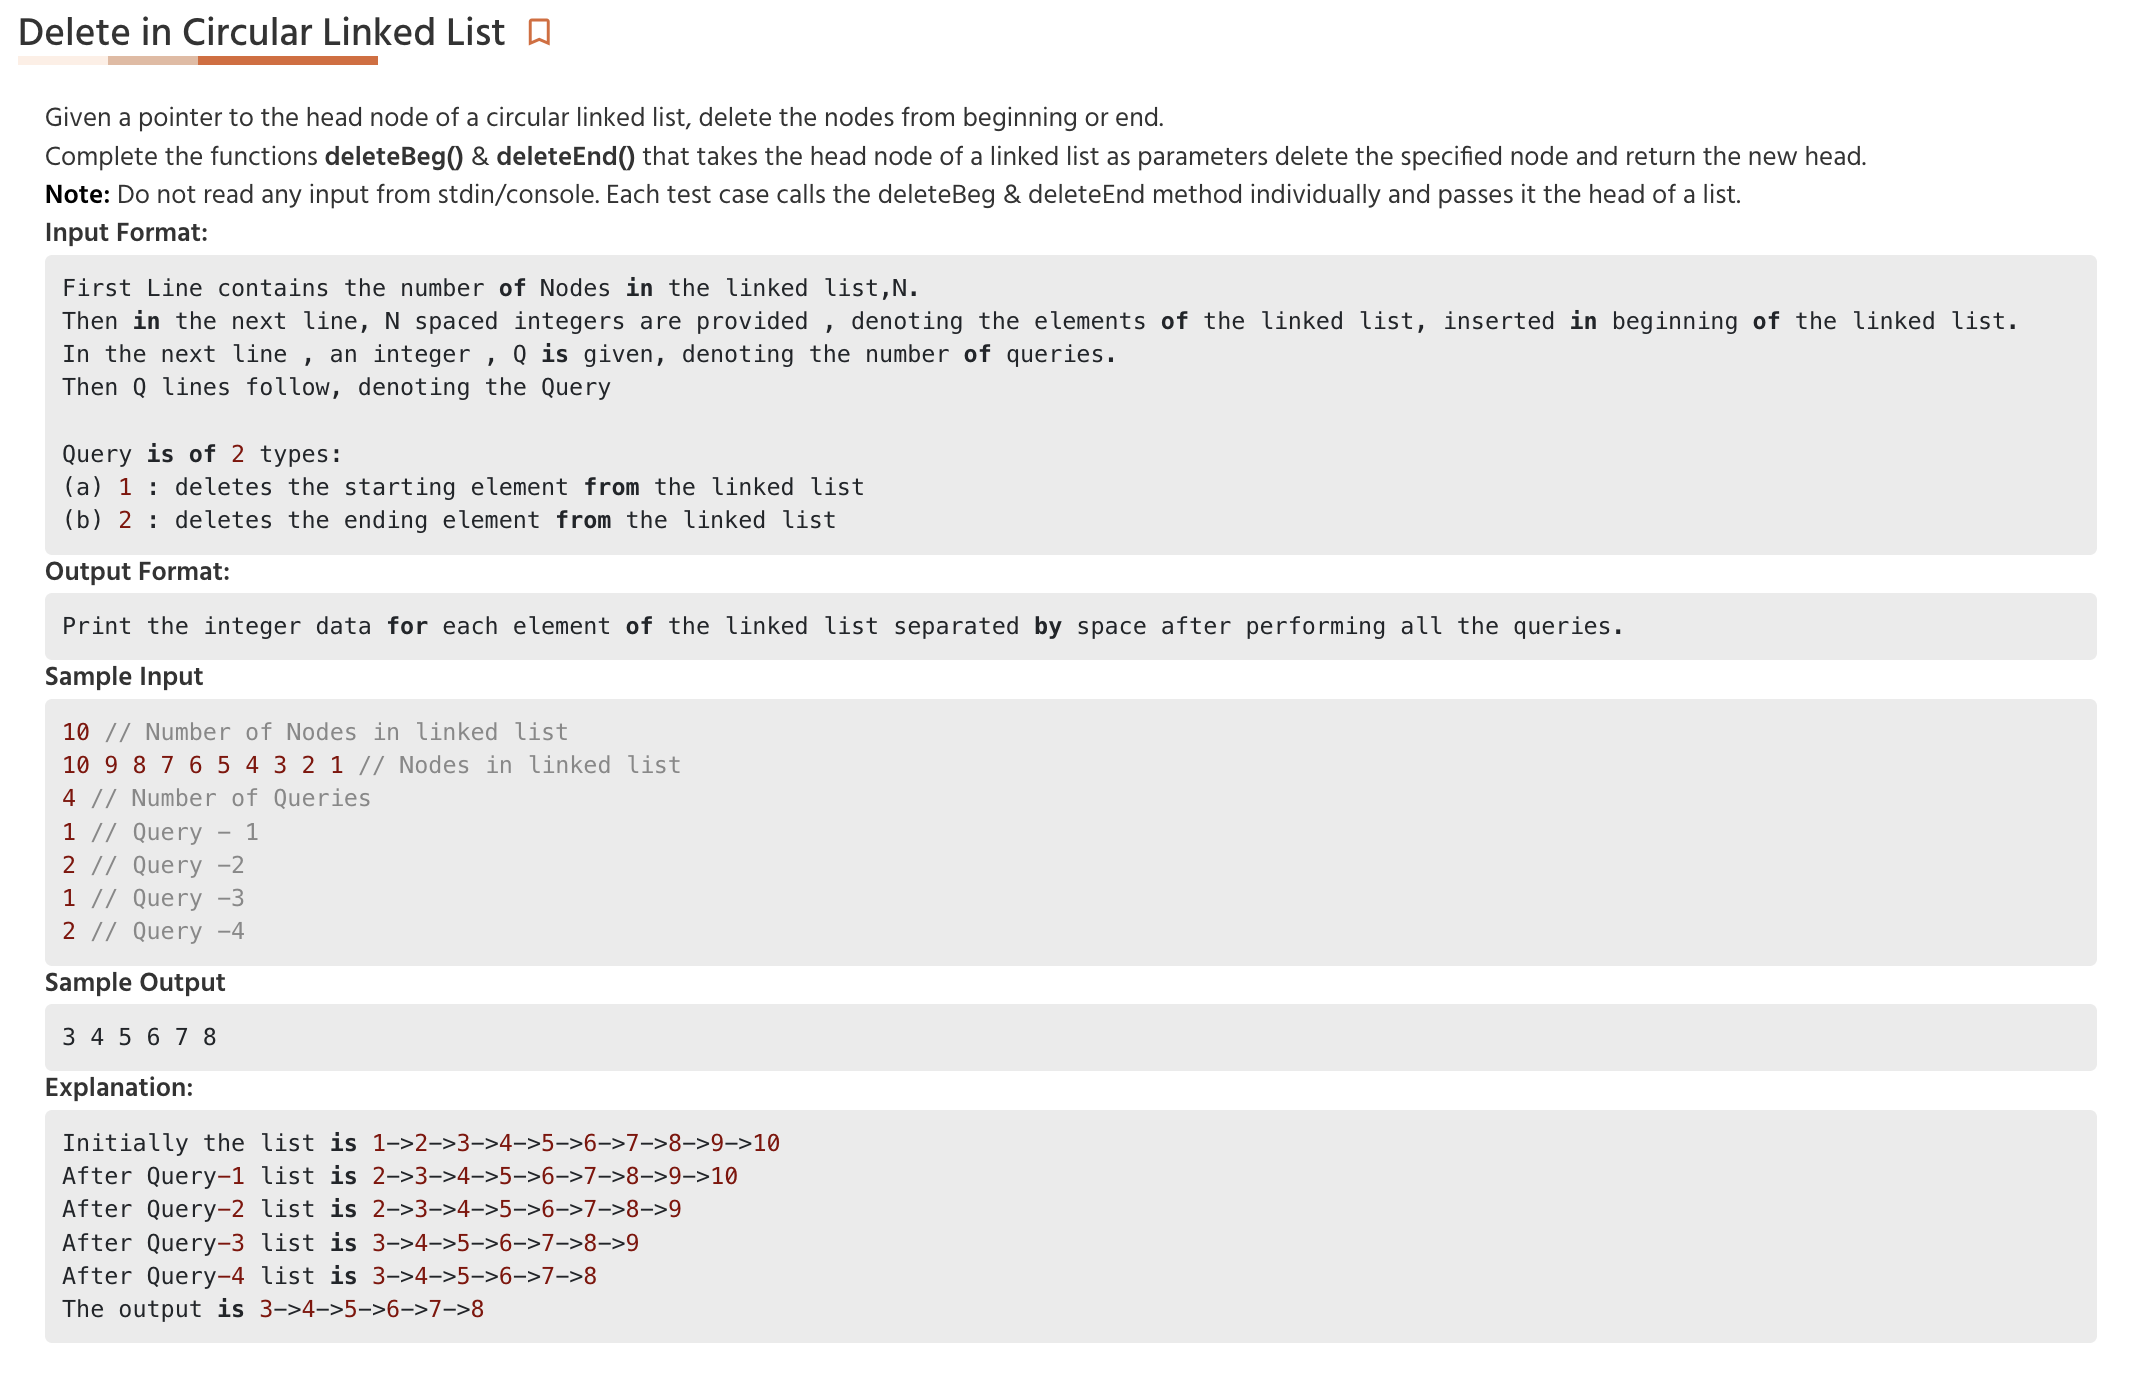 Delete in Circular Linked List
Given a pointer to the head node of a circular linked list, delete the nodes from beginning or end.
Complete the functions deleteBeg() & deleteEnd() that takes the head node of a linked list as parameters delete the specified node and return the new head.
Note: Do not read any input from stdin/console. Each test case calls the deleteBeg & deleteEnd method individually and passes it the head of a list.
Input Format:
First Line contains the number of Nodes in the linked list,N.
Then in the next line, N spaced integers are provided , denoting the elements of the linked list, inserted in beginning of the linked list.
In the next line , an integer , Q is given, denoting the number of queries.
Then Q lines follow, denoting the Query
Query is of 2 types:
(a) 1 : deletes the starting element from the linked list
(b) 2 : deletes the ending element from the linked list
Output Format:
Print the integer data for each element of the linked list separated by space after performing all the queries.
Sample Input
10 // Number of Nodes in linked list
10 9 8 7 6 5 4 3 2 1 // Nodes in linked list
4 // Number of Queries
1 // Query - 1
2 // Query -2
1 // Query -3
2 // Query -4
Sample Output
3 4 5 6 7 8
Explanation:
Initially the list is 1->2->3->4->5->6->7->8->9->10
After Query-1 list is 2->3->4->5->6->7->8->9->10
After Query-2 list is 2->3->4->5->6->7->8->9
After Query-3 list is 3->4->5->6->7->8->9
After Query-4 list is 3->4->5->6->7->8
The output is 3->4->5->6->7->8